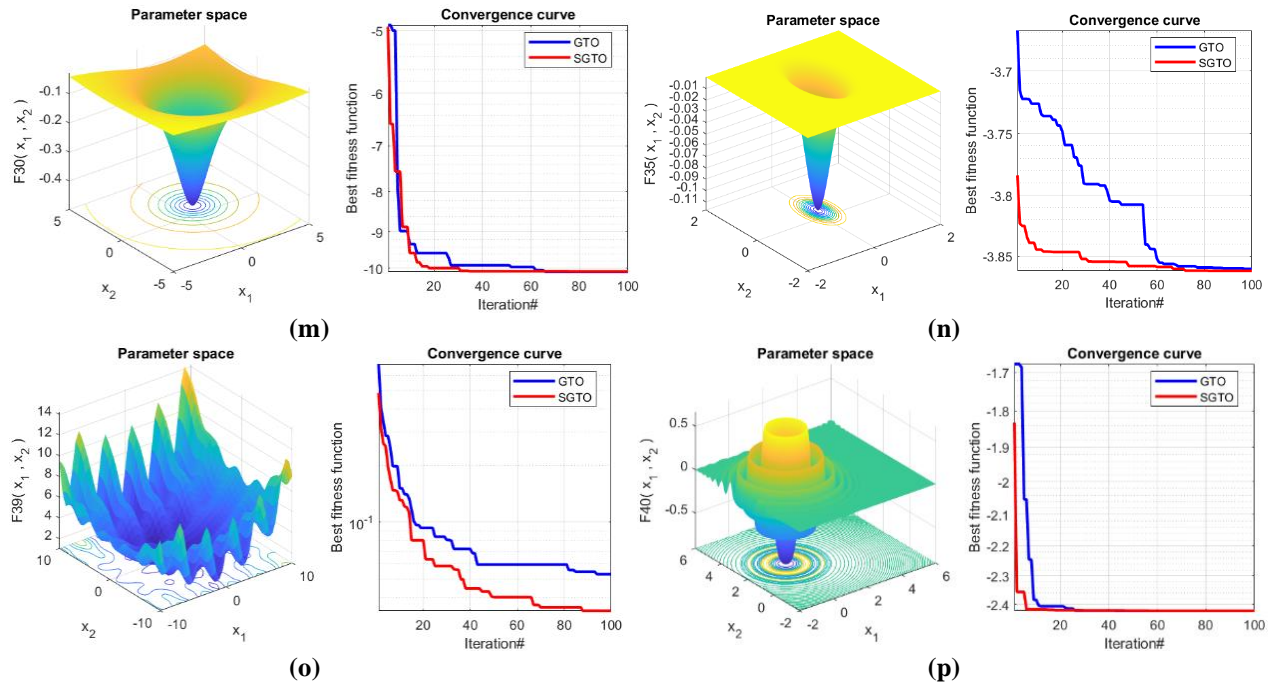 Parameter space
F30( x1 , x2 )
-0.1
-0.2
-0.3
-0.4
5
0
-5
x2
-5
0
5
x1
Convergence curve
Best fitness function
-5
-6
-7
-8
-9
-10
20 40 60 80 100
Iteration#
GTO
SGTO
(m)
Parameter space
F35( x1 , x2 )
-0.01
-0.02
-0.03
-0.04
-0.05
-0.06
-0.07
-0.08
-0.09
-0.1
-0.11
2
0
-2
x2
-2
0
2
x1
Convergence curve
Best fitness function
-3.7
-3.75
-3.8
-3.85
20 40 60 80 100
Iteration#
GTO
SGTO
(n)
Parameter space
F39( x1 , x2 )
14
12
10
8
6
4
2
10
0
-10
x2
-10
0
10
x1
Convergence curve
Best fitness function
10-1
20 40 60 80 100
Iteration#
GTO
SGTO
(o)
Parameter space
F40( x1 , x2 )
0.5
0
-0.5
6
4
2
0
-2
x2
-2
0
2
4
6
x1
Convergence curve
Best fitness function
-1.7
-1.8
-1.9
-2
-2.1
-2.2
-2.3
-2.4
20 40 60 80 100
Iteration#
GTO
SGTO
(p)